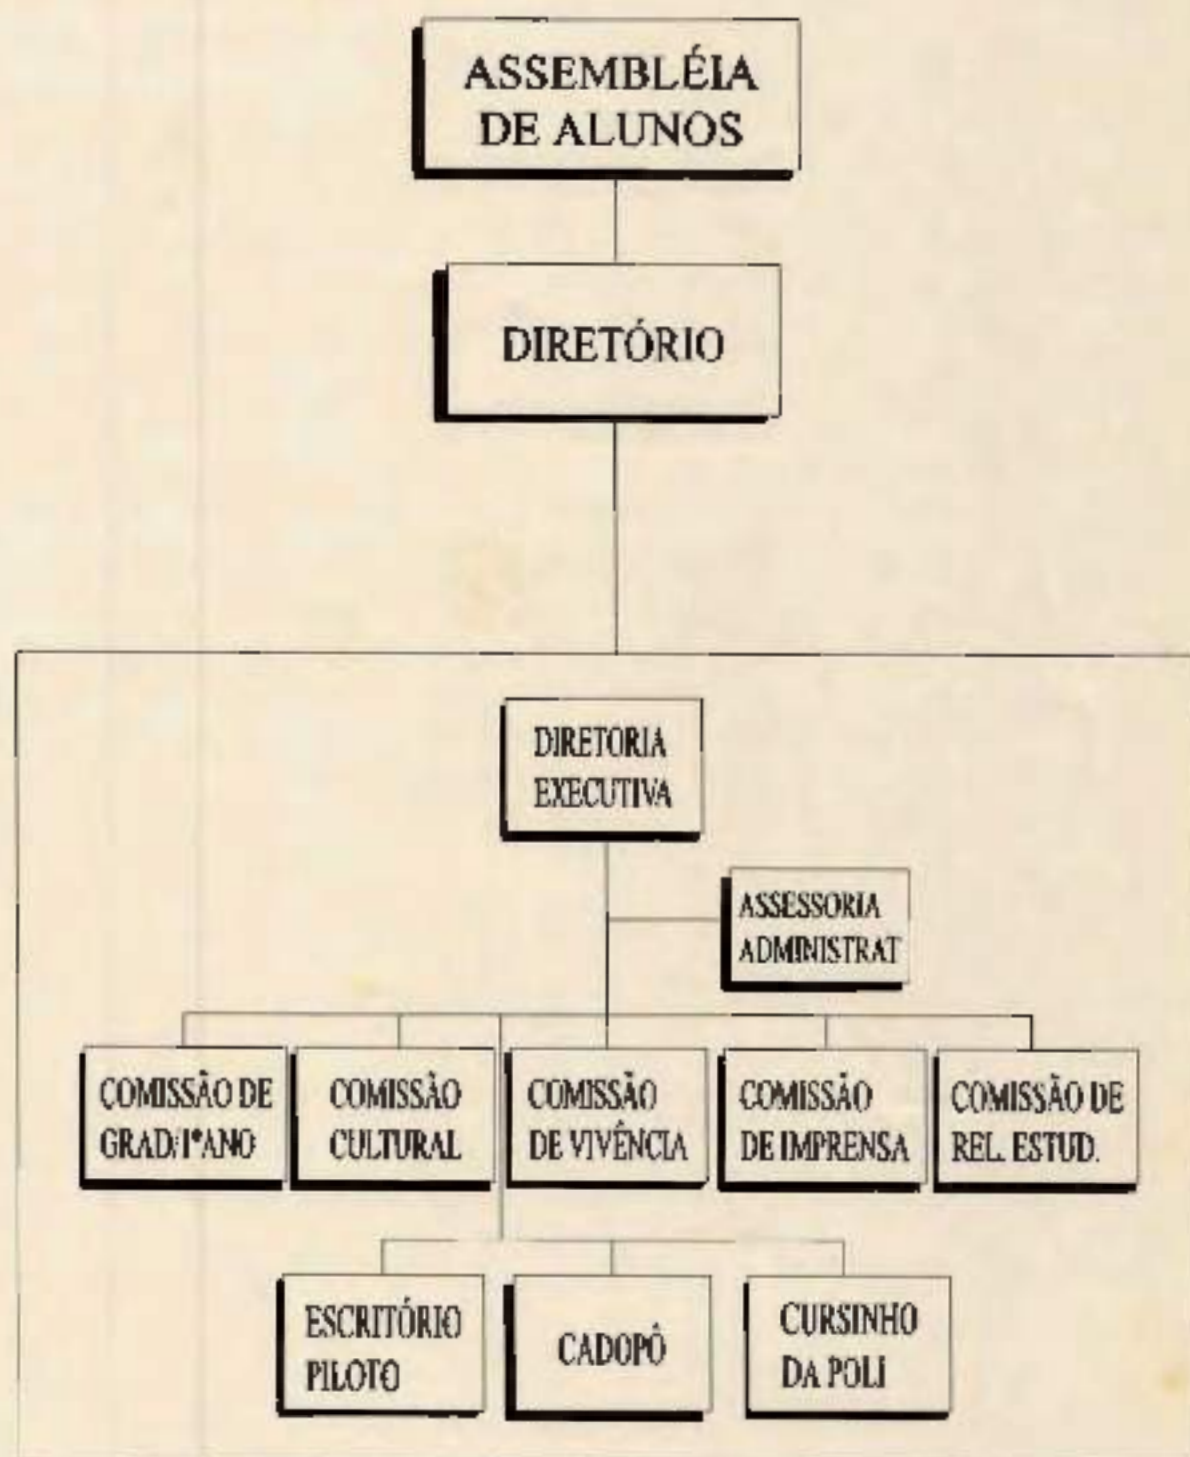 ASSEMBLÉIA
DE ALUNOS
DIRETÓRIO
DIRETORIA
EXECUTIVA
ASSESSORIA
ADMINISTRAT
COMISSÃO DE
GRAD/1ºANO
COMISSÃO
CULTURAL
COMISSÃO
DE VIVÊNCIA
COMISSÃO
DE IMPRENSA
COMISSÃO DE
REL. ESTUD.
ESCRITÓRIO
PILOTO
CADOPÔ
CURSINHO
DA POLI